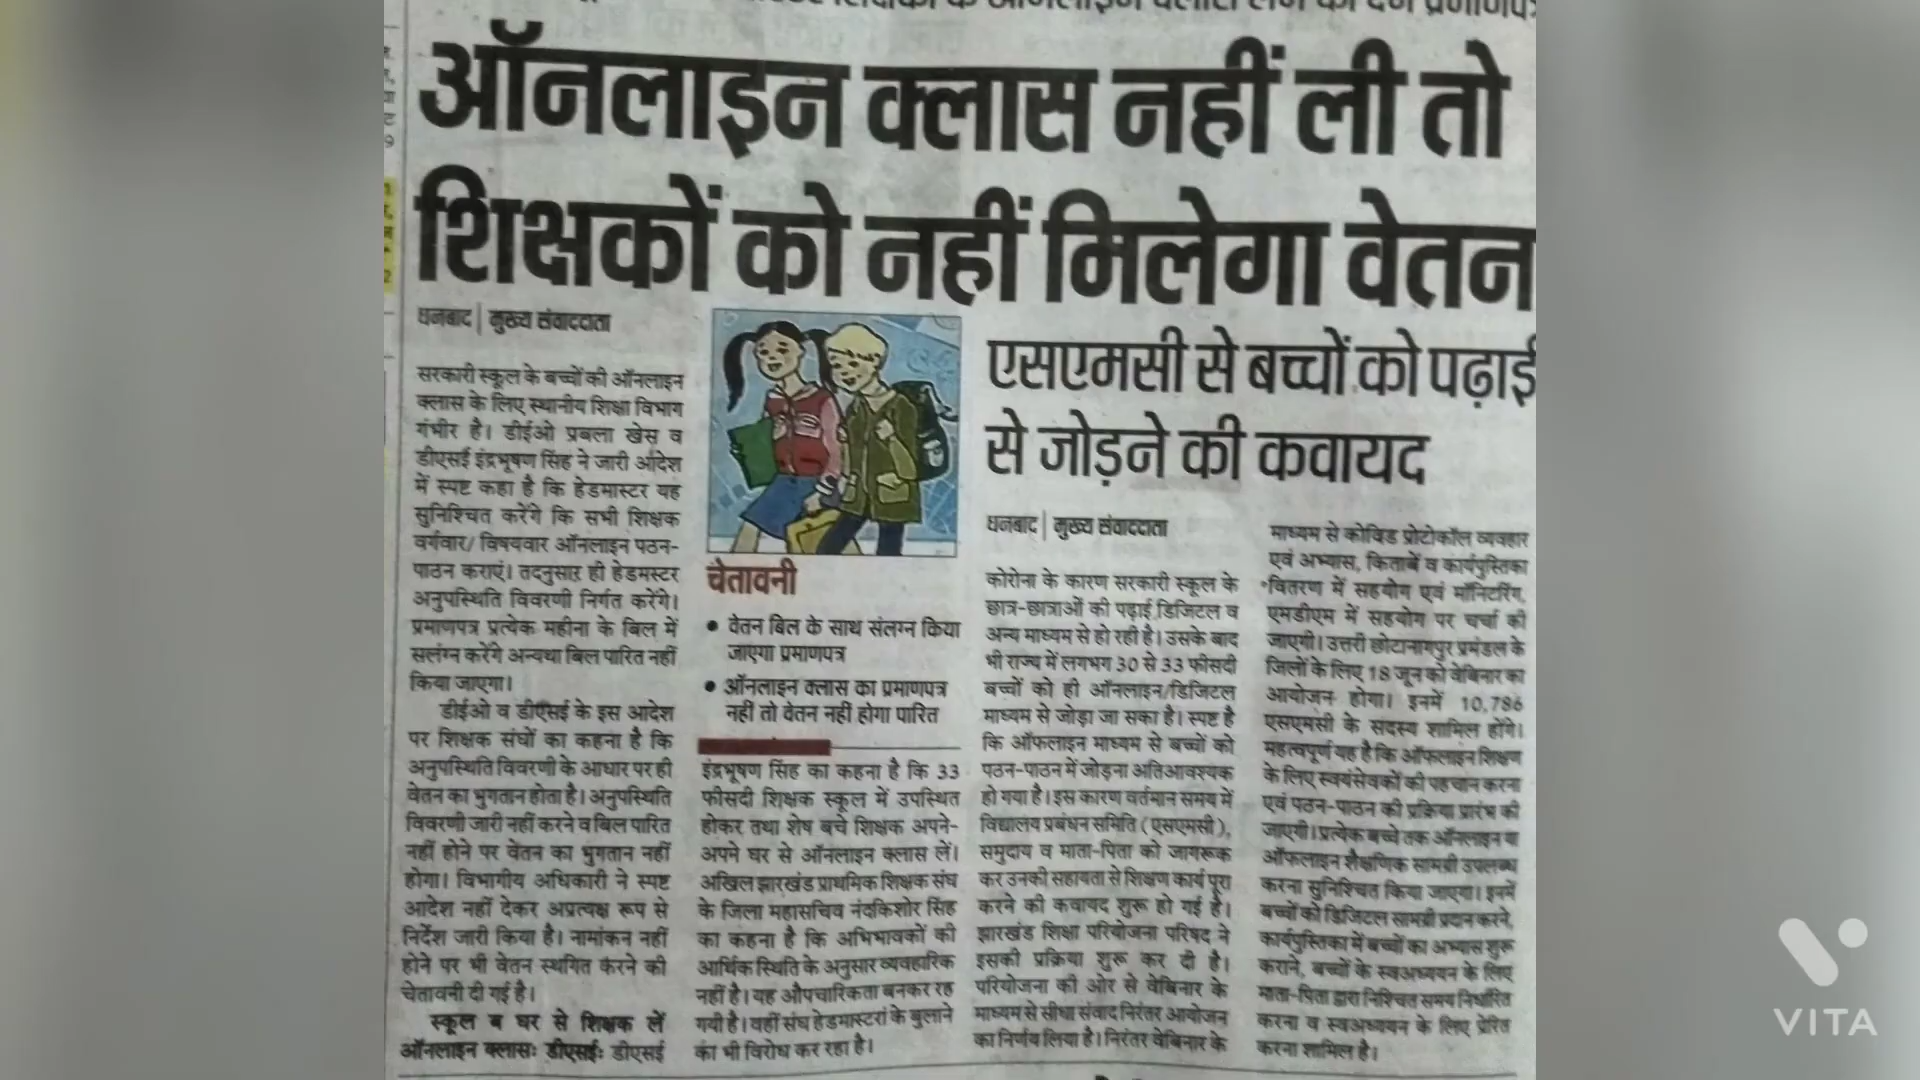 ऑनलाइन क्लास नहीं ली तो
शिक्षकों को नहीं मिलेगा वेतन
धनबाद | मुख्य संवाददाता
सरकारी स्कूल के बच्चों की ऑनलाइन
क्लास के लिए स्थानीय शिक्षा विभाग
गंभीर है। डीईओ प्रबला खेस व
डीएसई इंद्रभूषण सिंह ने जारी आदेश
में स्पष्ट कहा है कि हेडमास्टर यह
सुनिश्चित करेंगे कि सभी शिक्षक
वर्गवार/ विषयवार ऑनलाइन पठन-
पाठन कराएं। तदनुसार ही हेडमस्टर
अनुपस्थिति विवरणी निर्गत करेंगे।
प्रमाणपत्र प्रत्येक महीना के बिल में
सलंग्न करेंगे अन्यथा बिल पारित नहीं
किया जाएगा।
डीईओ व डीएसई के इस आदेश
पर शिक्षक संघों का कहना है कि
अनुपस्थिति विवरणी के आधार पर ही
वेतन का भुगतान होता है। अनुपस्थिति
विवरणी जारी नहीं करने व बिल पारित
नहीं होने पर वेतन का भुगतान नहीं
होगा। विभागीय अधिकारी ने स्पष्ट
आदेश नहीं देकर अप्रत्यक्ष रूप से
निर्देश जारी किया है। नामांकन नहीं
होने पर भी वेतन स्थगित करने की
चेतावनी दी गई है।
स्कूल व घर से शिक्षक लें
ऑनलाइन क्लासः डीएसईः डीएसई
चेतावनी
• वेतन बिल के साथ संलग्न किया
जाएगा प्रमाणपत्र
• ऑनलाइन क्लास का प्रमाणपत्र
नहीं तो वेतन नहीं होगा पारित
इंद्रभूषण सिंह का कहना है कि 33
फीसदी शिक्षक स्कूल में उपस्थित
होकर तथा शेष बचे शिक्षक अपने-
अपने घर से ऑनलाइन क्लास लें।
अखिल झारखंड प्राथमिक शिक्षक संघ
के जिला महासचिव नंदकिशोर सिंह
का कहना है कि अभिभावकों की
आर्थिक स्थिति के अनुसार व्यवहारिक
नहीं है। यह औपचारिकता बनकर रह
गयी है। वहीं संघ हेडमास्टरों के बुलाने
का भी विरोध कर रहा है।
एसएमसी से बच्चों को पढ़ाई
से जोड़ने की कवायद
धनबाद | मुख्य संवाददाता
कोरोना के कारण सरकारी स्कूल के
छात्र-छात्राओं की पढ़ाई डिजिटल व
अन्य माध्यम से हो रही है। उसके बाद
भी राज्य में लगभग 30 से 33 फीसदी
बच्चों को ही ऑनलाइन/डिजिटल
माध्यम से जोड़ा जा सका है। स्पष्ट है
कि ऑफलाइन माध्यम से बच्चों को
पठन-पाठन में जोड़ना अतिआवश्यक
हो गया है। इस कारण वर्तमान समय में
विद्यालय प्रबंधन समिति (एसएमसी),
समुदाय व माता-पिता को जागरूक
कर उनकी सहायता से शिक्षण कार्य पूरा
करने की कवायद शुरू हो गई है।
झारखंड शिक्षा परियोजना परिषद ने
इसकी प्रक्रिया शुरू कर दी है।
परियोजना की ओर से वेबिनार के
माध्यम से सीधा संवाद निरंतर आयोजन
का निर्णय लिया है। निरंतर वेबिनार के
माध्यम से कोविड प्रोटोकॉल व्यवहार
एवं अभ्यास, किताबें व कार्यपुस्तिका
वितरण में सहयोग एवं मॉनिटरिंग,
एमडीएम में सहयोग पर चर्चा की
जाएगी। उत्तरी छोटानागपुर प्रमंडल के
जिलों के लिए 18 जून को वेबिनार का
आयोजन होगा। इनमें 10,786
एसएमसी के सदस्य शामिल होंगे।
महत्वपूर्ण यह है कि ऑफलाइन शिक्षण
के लिए स्वयंसेवकों की पहचान करना
एवं पठन-पाठन की प्रक्रिया प्रारंभ की
जाएगी। प्रत्येक बच्चे तक ऑनलाइन या
ऑफलाइन शैक्षणिक सामग्री उपलब्ध
करना सुनिश्चित किया जाएगा। इनमें
बच्चों को डिजिटल सामग्री प्रदान करने,
कार्यपुस्तिका में बच्चों का अभ्यास शुरू
कराने, बच्चों के स्वअध्ययन के लिए
माता-पिता द्वारा निश्चित समय निर्धारित
करना व स्वअध्ययन के लिए प्रेरित
करना शामिल है।
VITA